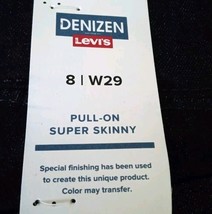 DENIZEN
Levi's
8 | W29
PULL-ON
SUPER SKINNY
Special finishing has been used
to create this unique product.
Color may transfer.